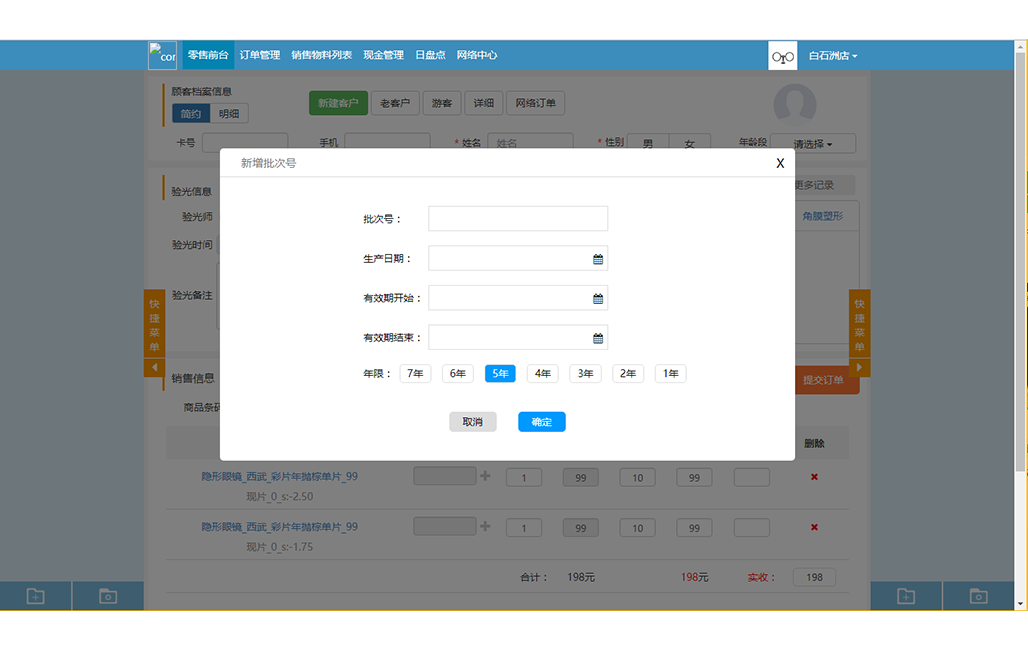 cor 零售前台 订单管理 销售物料列表 现金管理 日盘点 网络中心 白石洲店
顾客档案信息
简约 明细 新建客户 老客户 游客 详细 网络订单
卡号 手机 * 姓名 姓名 * 性别 男 女 年龄段 请选择
新增批次号 X
验光信息 更多记录
验光师 角膜塑形
验光时间
验光备注
批次号：
生产日期：
有效期开始：
有效期结束：
年限： 7年 6年 5年 4年 3年 2年 1年
取消 确定
快捷菜单
快捷菜单
销售信息 提交订单
商品条码
删除
隐形眼镜_西武_彩片年抛棕单片_99 1 99 10 99
现片_0_s:-2.50
隐形眼镜_西武_彩片年抛棕单片_99 1 99 10 99
现片_0_s:-1.75
合计： 198元 198元 实收： 198